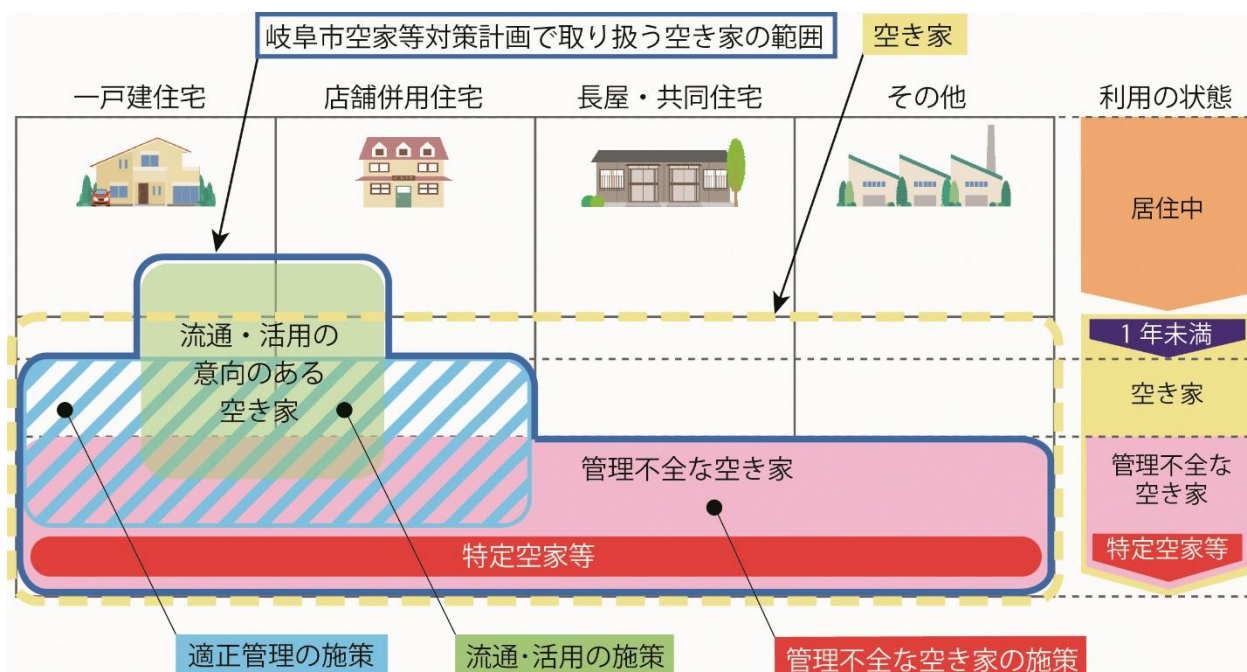 岐阜市空家等対策計画で取り扱う空き家の範囲
空き家
一戸建住宅
店舗併用住宅
長屋・共同住宅
その他
利用の状態
居住中
1年未満
流通・活用の
意向のある
空き家
空き家
管理不全な空き家
管理不全な
空き家
特定空家等
特定空家等
適正管理の施策
流通・活用の施策
管理不全な空き家の施策